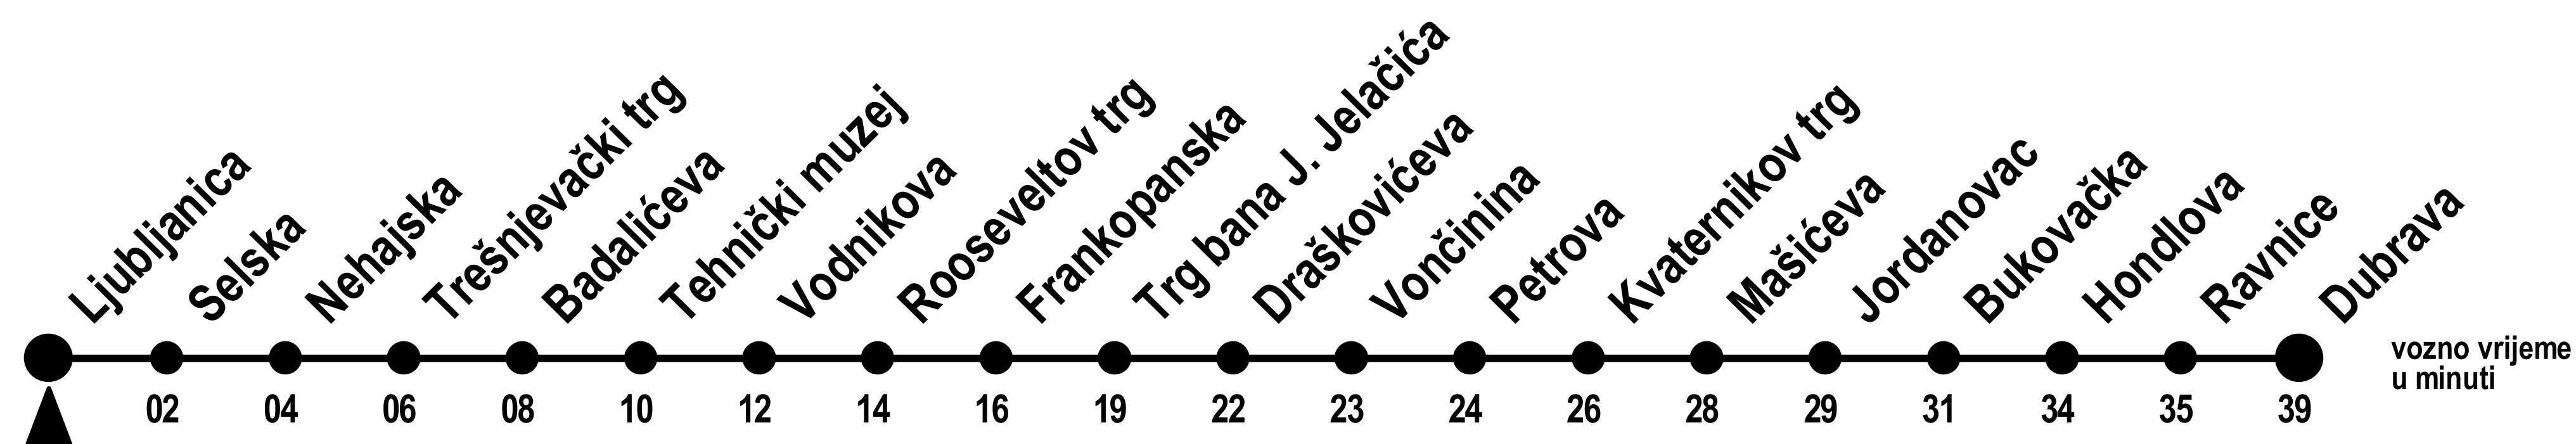 Ljubljanica
Selska
Nehajska
Trešnjevački trg
Badalićeva
Tehnički muzej
Vodnikova
Rooseveltov trg
Frankopanska
Trg bana J. Jelačića
Draškovićeva
Vončinina
Petrova
Kvaternikov trg
Mašićeva
Jordanovac
Bukovačka
Hondlova
Ravnice
Dubrava
vozno vrijeme
u minuti
02 04 06 08 10 12 14 16 19 22 23 24 26 28 29 31 34 35 39